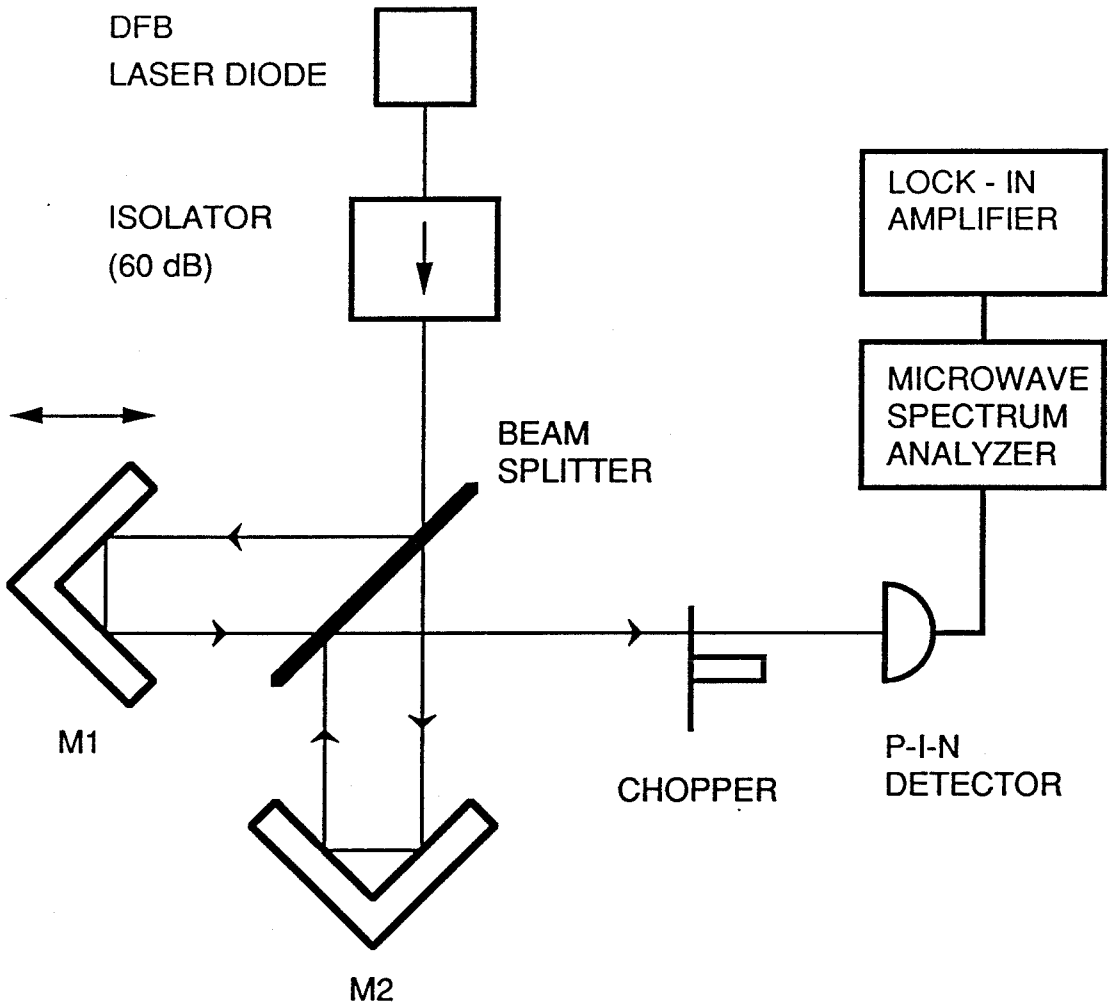 DFB
LASER DIODE
ISOLATOR
(60 dB)
LOCK - IN
AMPLIFIER
MICROWAVE
SPECTRUM
ANALYZER
BEAM
SPLITTER
M1
CHOPPER
P-I-N
DETECTOR
M2